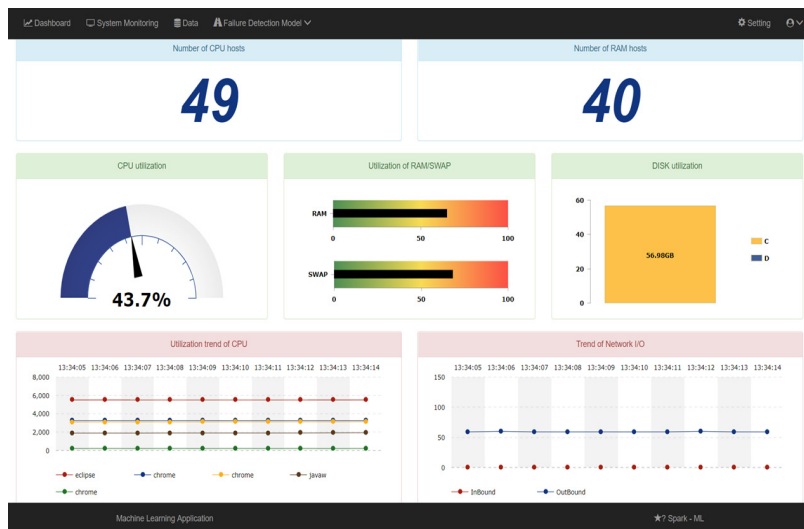 Dashboard System Monitoring Data Failure Detection Model Setting
Number of CPU hosts Number of RAM hosts
49 40
CPU utilization Utilization of RAM/SWAP DISK utilization
43.7%
RAM
0 50 100
SWAP
0 50 100
60
40
20
0
56.98GB
C
D
Utilization trend of CPU Trend of Network I/O
13:34:05 13:34:06 13:34:07 13:34:08 13:34:09 13:34:10 13:34:11 13:34:12 13:34:13 13:34:14
8,000
6,000
4,000
2,000
0
eclipse chrome chrome javaw
chrome
13:34:05 13:34:06 13:34:07 13:34:08 13:34:09 13:34:10 13:34:11 13:34:12 13:34:13 13:34:14
150
100
50
0
InBound OutBound
Machine Learning Application ★? Spark - ML